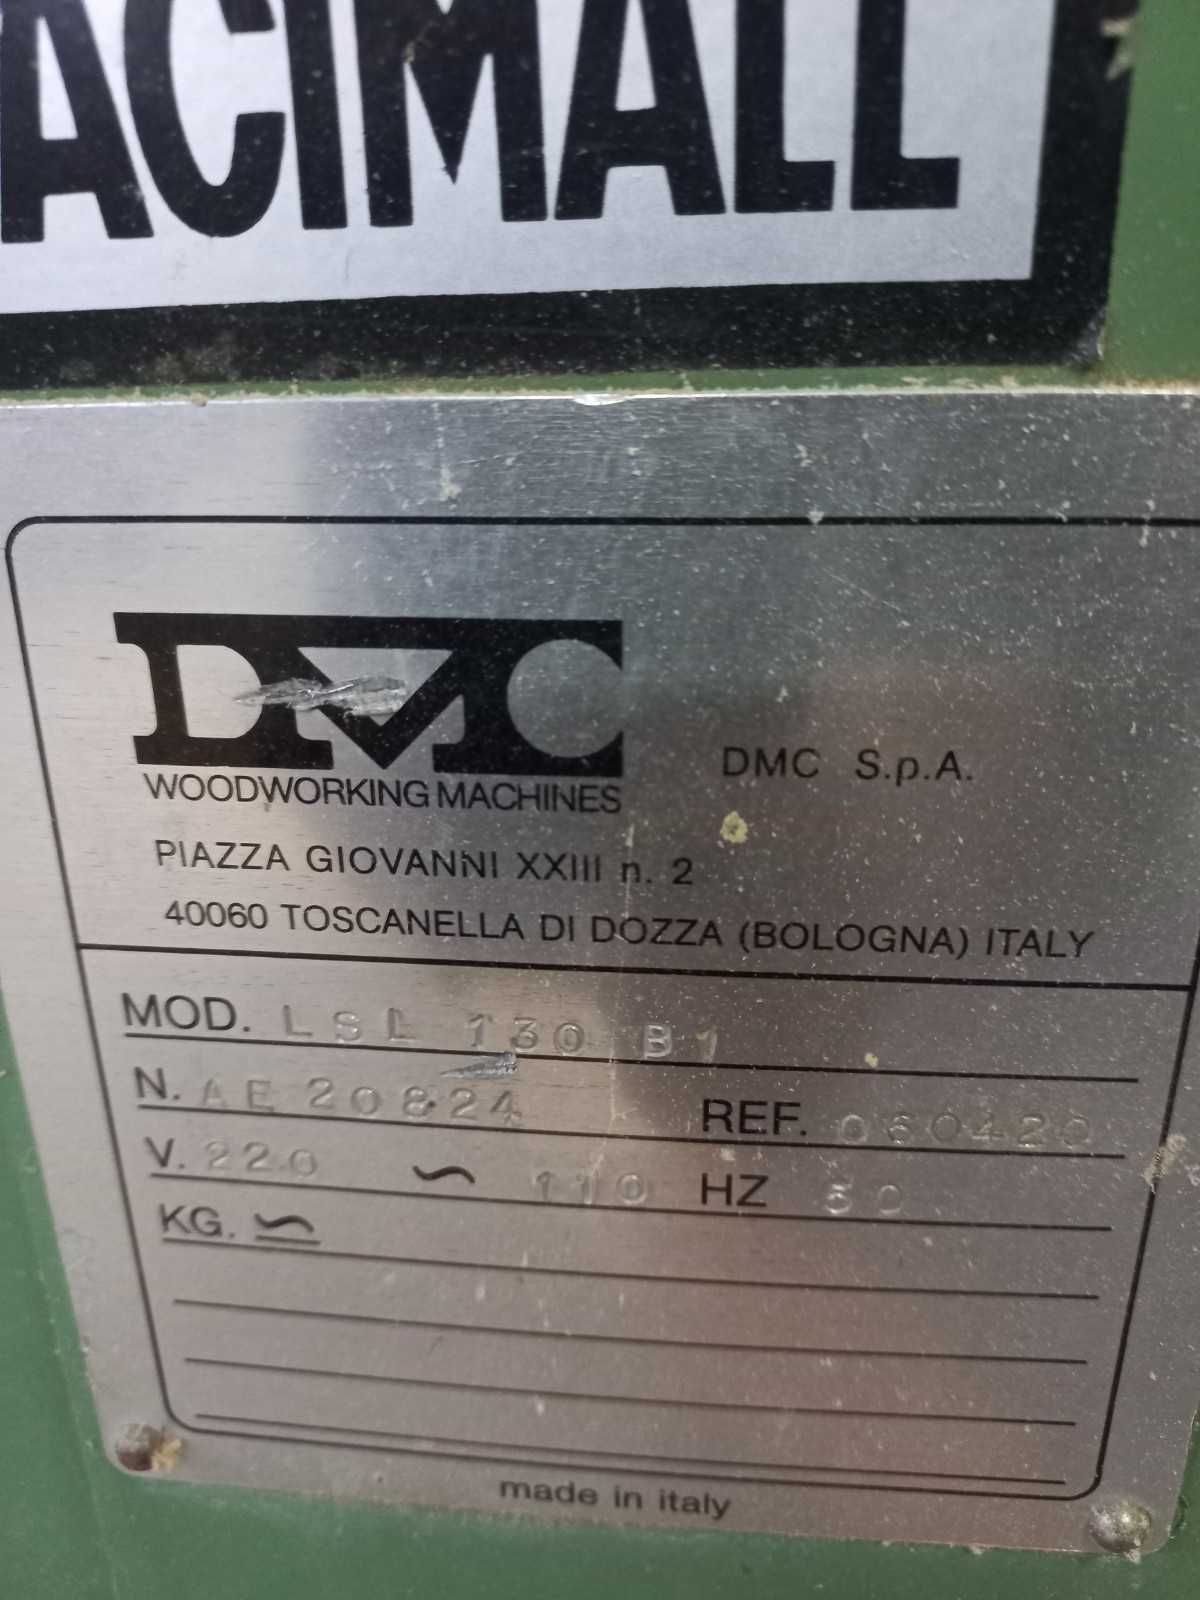 ACIMALL
DMC
WOODWORKING MACHINES
DMC S.p.A.
PIAZZA GIOVANNI XXIII n. 2
40060 TOSCANELLA DI DOZZA (BOLOGNA) ITALY
MOD. LSL 130 B1
N. AE 20824 REF. 060420
V. 220 ~ 110 HZ 50
KG. ~
made in italy